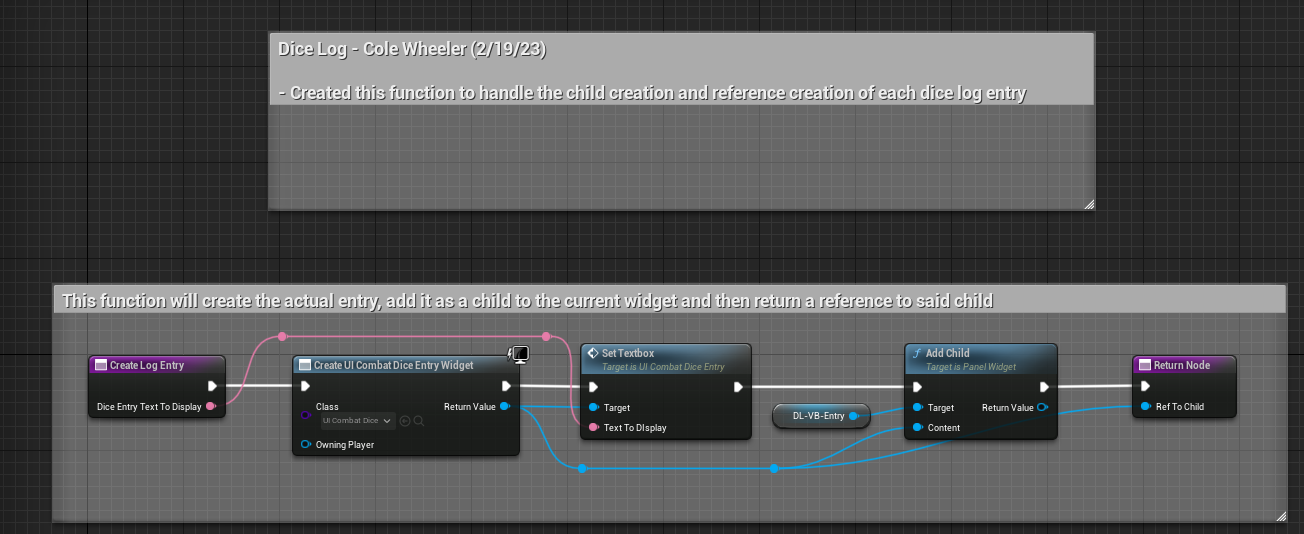 Dice Log - Cole Wheeler (2/19/23)
- Created this function to handle the child creation and reference creation of each dice log entry
This function will create the actual entry, add it as a child to the current widget and then return a reference to said child
Create Log Entry
Dice Entry Text To Display
Create UI Combat Dice Entry Widget
Class
UI Combat Dice
Return Value
Owning Player
Set Textbox
Target is UI Combat Dice Entry
Target
Text To DIsplay
DL-VB-Entry
f Add Child
Target is Panel Widget
Target
Return Value
Content
Return Node
Ref To Child